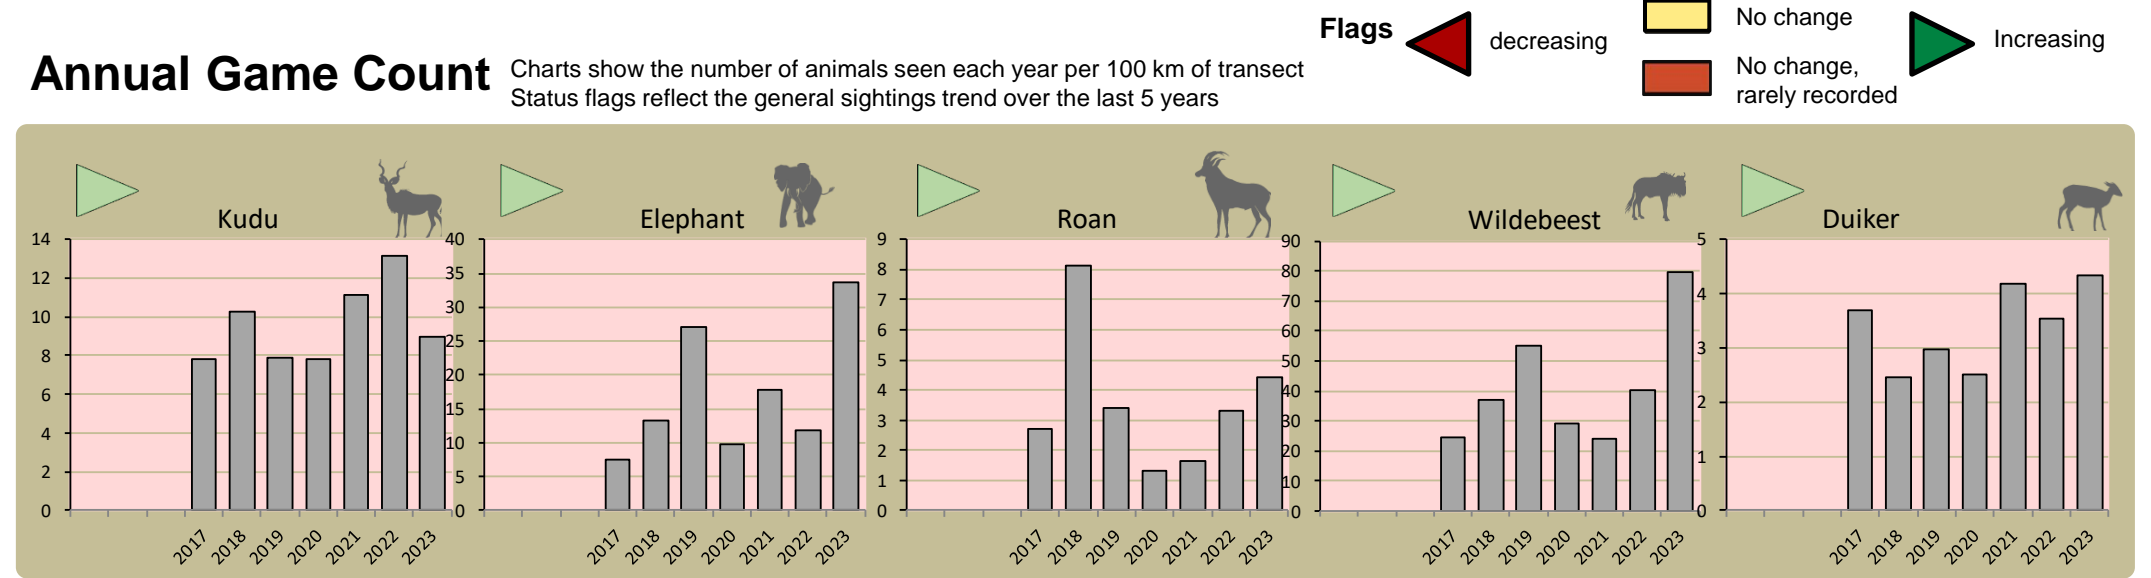 Flags
decreasing
No change
No change,
rarely recorded
Increasing
Annual Game Count
Charts show the number of animals seen each year per 100 km of transect
Status flags reflect the general sightings trend over the last 5 years
Kudu
14
12
10
8
6
4
2
0
2017 2018 2019 2020 2021 2022 2023
Elephant
40
35
30
25
20
15
10
5
0
2017 2018 2019 2020 2021 2022 2023
Roan
9
8
7
6
5
4
3
2
1
0
2017 2018 2019 2020 2021 2022 2023
Wildebeest
90
80
70
60
50
40
30
20
10
0
2017 2018 2019 2020 2021 2022 2023
Duiker
5
4
3
2
1
0
2017 2018 2019 2020 2021 2022 2023